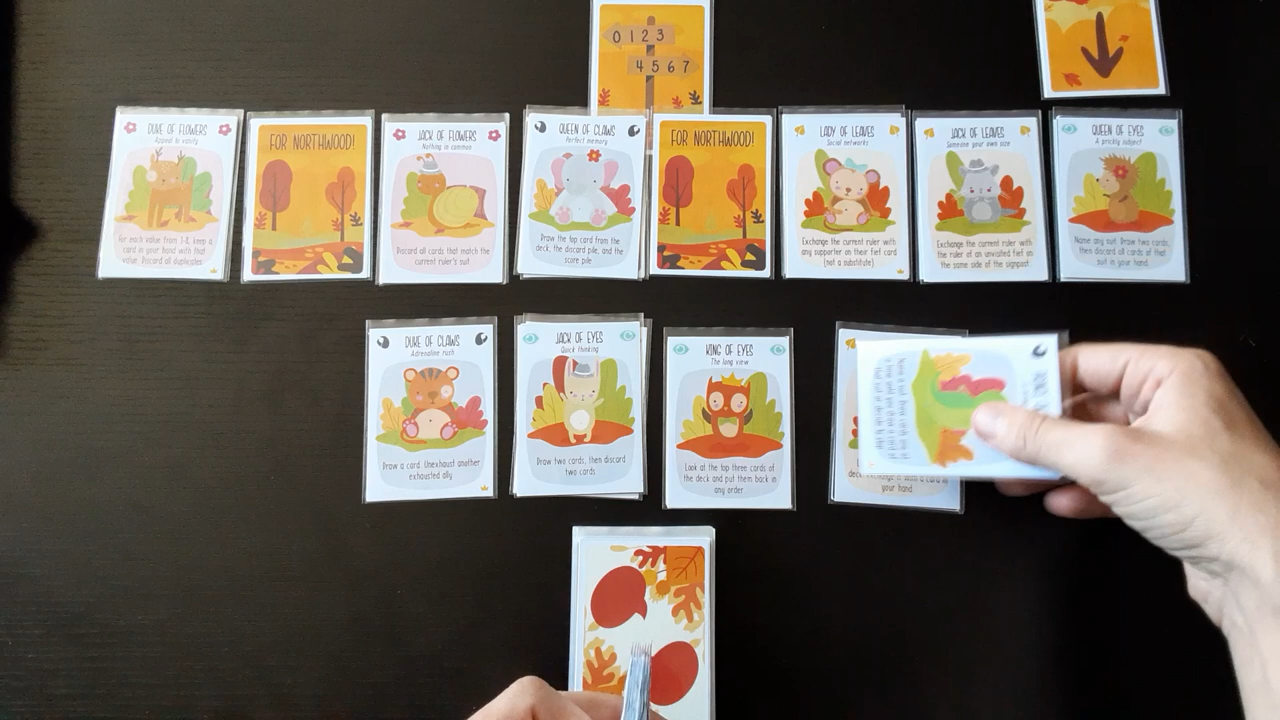 0 1 2 3
4 5 6 7
DUKE OF FLOWERS
Appeal to vanity
For each value from 1-8, keep a
card in your hand with that
value. Discard all duplicates
FOR NORTHWOOD!
JACK OF FLOWERS
Nothing in common
Discard all cards that match the
current ruler's suit
QUEEN OF CLAWS
Perfect memory
Draw the top card from the
deck, the discard pile, and the
score pile
FOR NORTHWOOD!
LADY OF LEAVES
Social networks
Exchange the current ruler with
any supporter on their fief card
(not a substitute)
JACK OF LEAVES
Someone your own size
Exchange the current ruler with
the ruler of an unvisited fief on
the same side of the signpost
QUEEN OF EYES
A prickly subject
Name any suit. Draw two cards,
then discard all cards of that
suit in your hand
DUKE OF CLAWS
Adrenaline rush
Draw a card. Unexhaust another
exhausted ally
JACK OF EYES
Quick thinking
Draw two cards, then discard
two cards
KING OF EYES
The long view
Look at the top three cards of
the deck and put them back in
any order
your hand